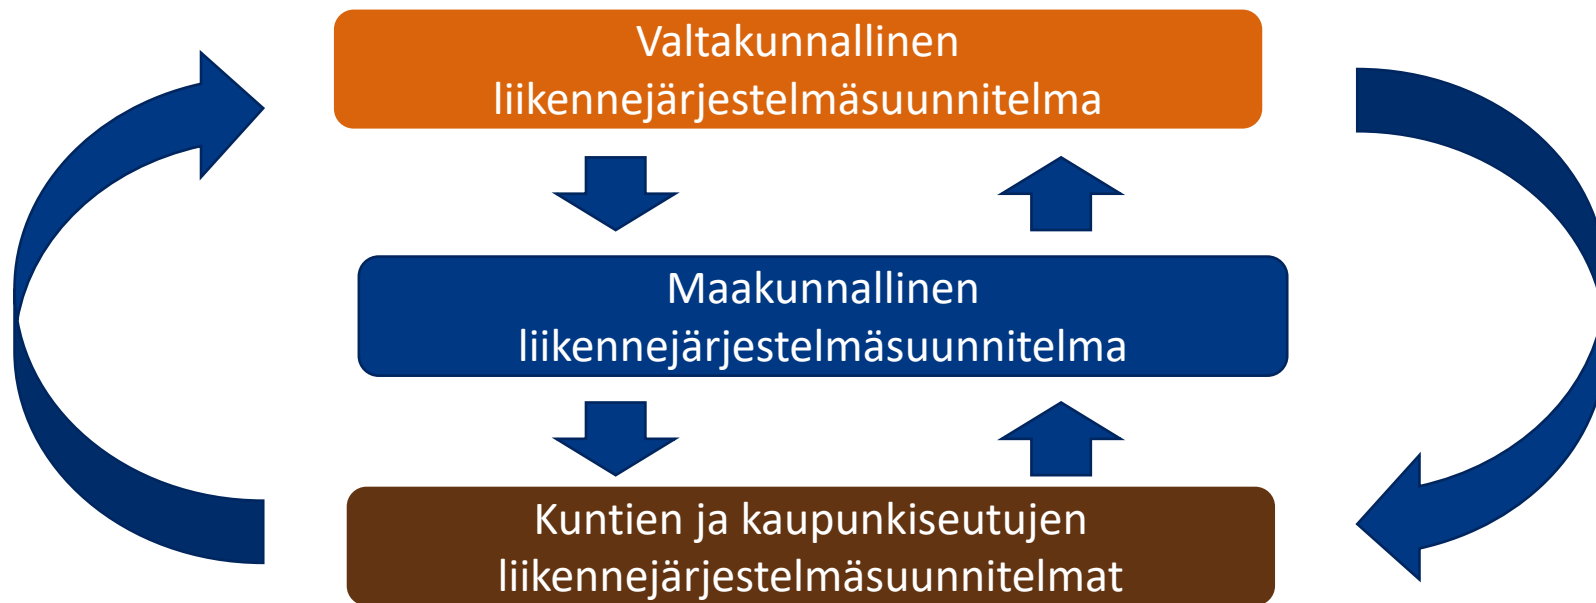 Valtakunnallinen
liikennejärjestelmäsuunnitelma
Maakunnallinen
liikennejärjestelmäsuunnitelma
Kuntien ja kaupunkiseutujen
liikennejärjestelmäsuunnitelmat